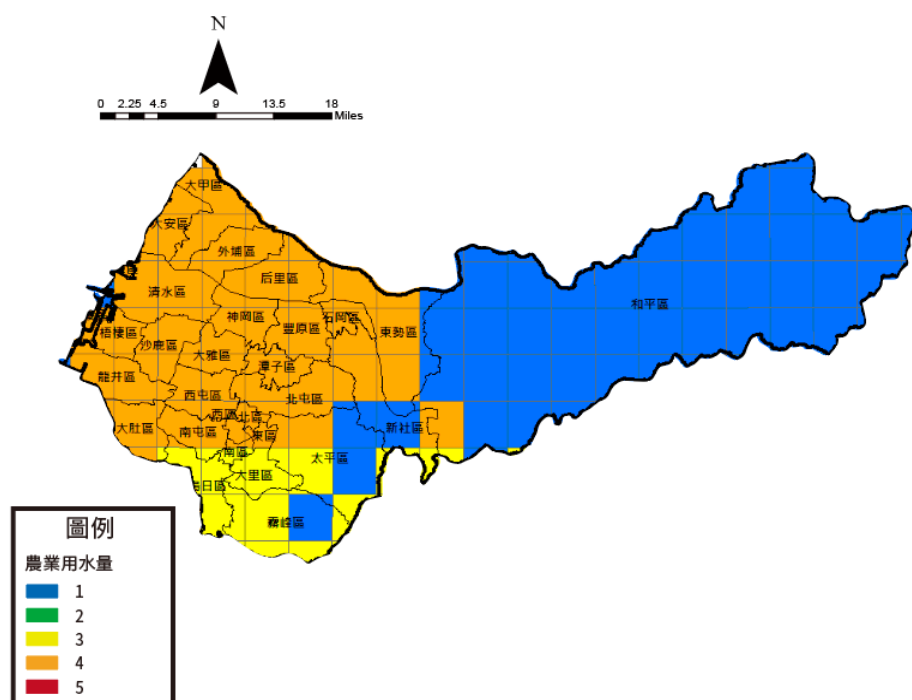 N
0 2.25 4.5 9 13.5 18
Miles
大甲區
大安區
外埔區
后里區
清水區
神岡區
豐原區
石岡區
東勢區
和平區
梧棲區
沙鹿區
大雅區
潭子區
龍井區
西屯區
北屯區
大肚區
南屯區
西區
北區
東區
新社區
南區
太平區
大里區
日區
霧峰區
圖例
農業用水量
1
2
3
4
5